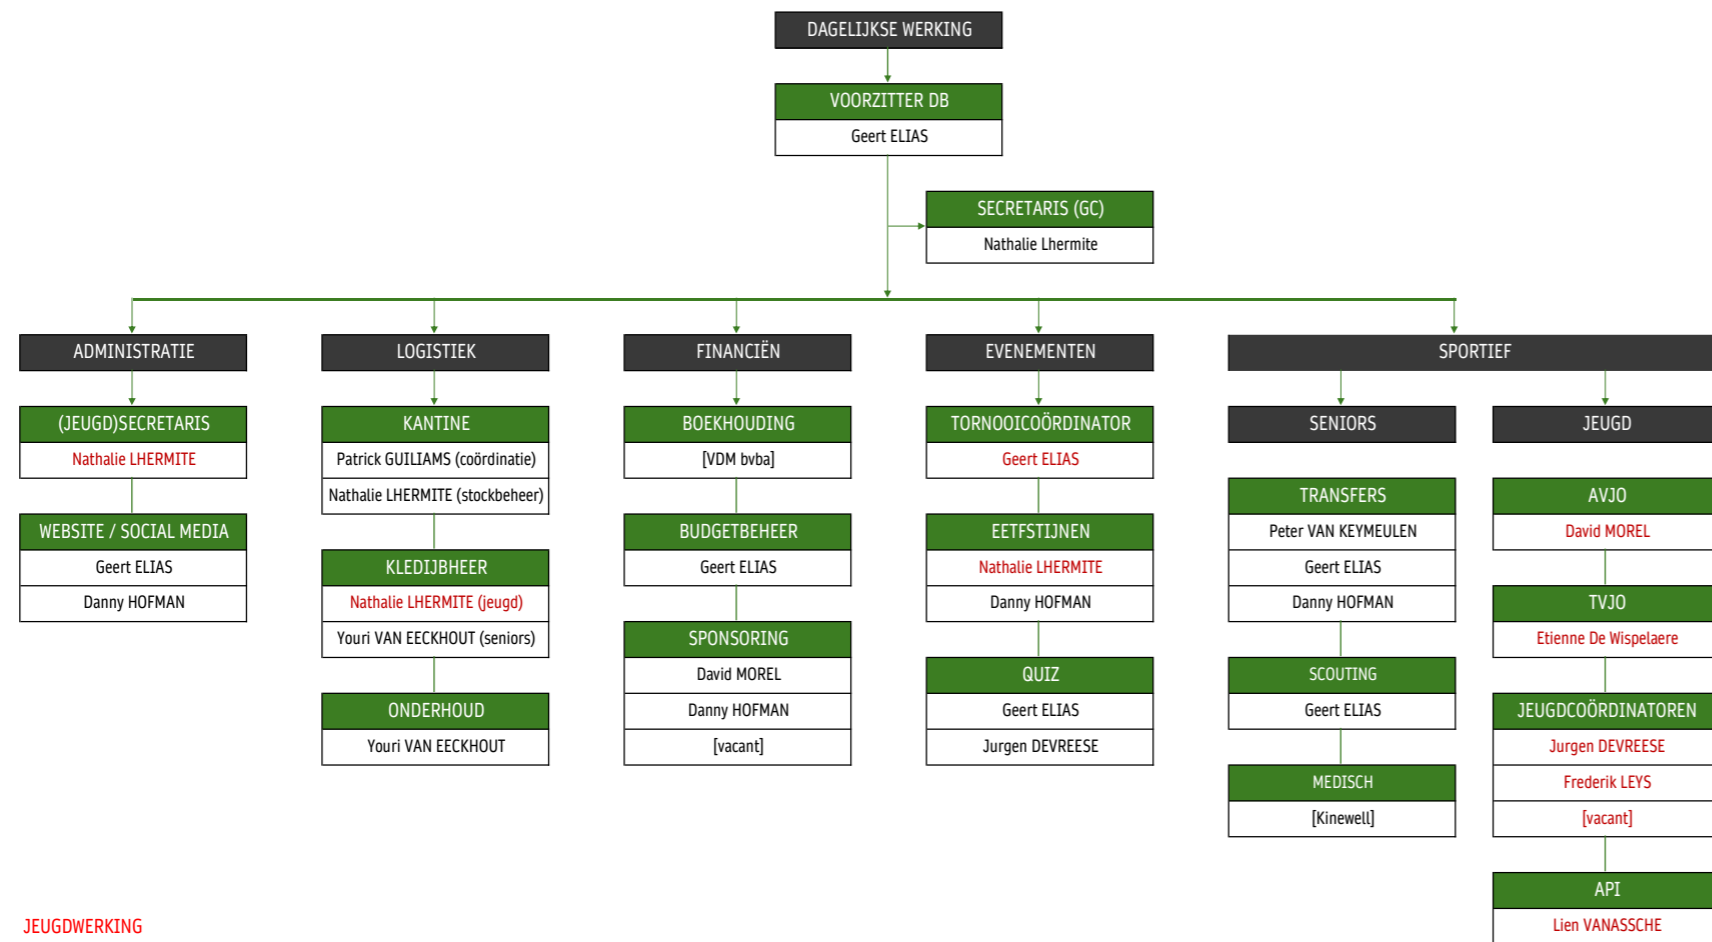 DAGELIJKSE WERKING
VOORZITTER DB
Geert ELIAS
SECRETARIS (GC)
Nathalie Lhermite
ADMINISTRATIE
(JEUGD)SECRETARIS
Nathalie LHERMITE
WEBSITE / SOCIAL MEDIA
Geert ELIAS
Danny HOFMAN
LOGISTIEK
KANTINE
Patrick GUILIAMS (coördinatie)
Nathalie LHERMITE (stockbeheer)
KLEDIJBHEER
Nathalie LHERMITE (jeugd)
Youri VAN EECKHOUT (seniors)
ONDERHOUD
Youri VAN EECKHOUT
FINANCIËN
BOEKHOUDING
[VDM bvba]
BUDGETBEHEER
Geert ELIAS
SPONSORING
David MOREL
Danny HOFMAN
[vacant]
EVENEMENTEN
TORNOOICOÖRDINATOR
Geert ELIAS
EETFSTIJNEN
Nathalie LHERMITE
Danny HOFMAN
QUIZ
Geert ELIAS
Jurgen DEVREESE
SPORTIEF
SENIORS
TRANSFERS
Peter VAN KEYMEULEN
Geert ELIAS
Danny HOFMAN
SCOUTING
Geert ELIAS
MEDISCH
[Kinewell]
JEUGD
AVJO
David MOREL
TVJO
Etienne De Wispelaere
JEUGDCOÖRDINATOREN
Jurgen DEVREESE
Frederik LEYS
[vacant]
API
Lien VANASSCHE
JEUGDWERKING